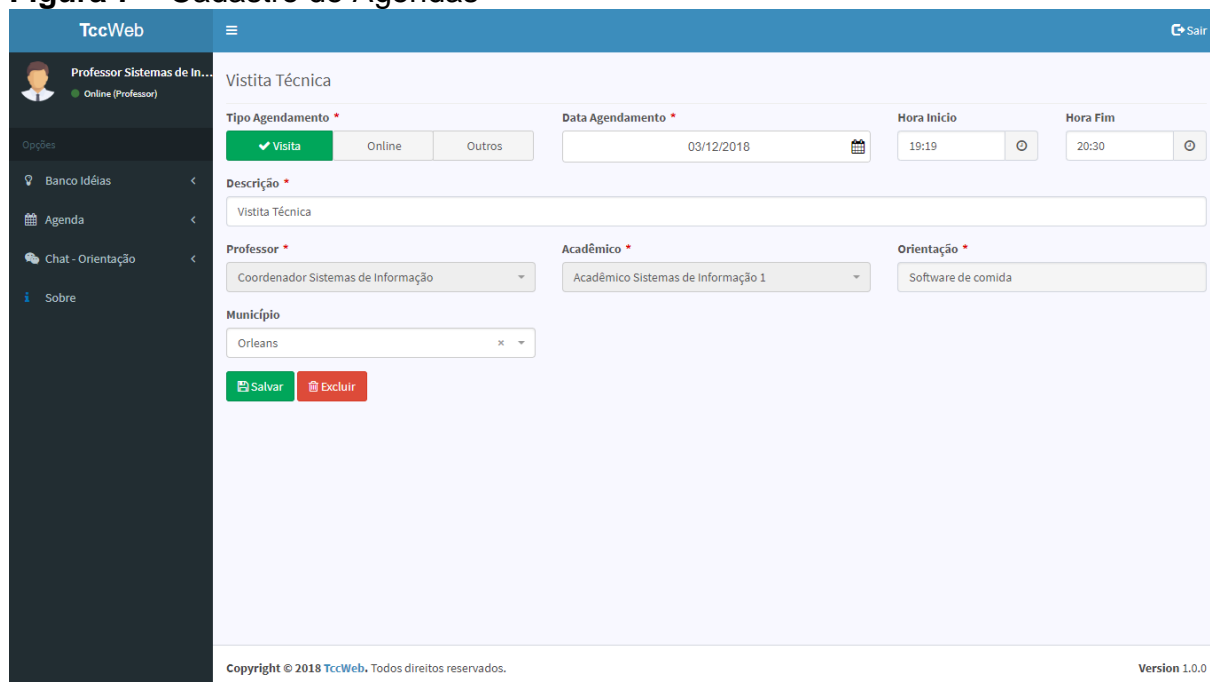 Cadastro de Agendas
TccWeb
Sair
Professor Sistemas de In...
Online (Professor)
Opções
Banco Idéias
Agenda
Chat - Orientação
Sobre
Vistita Técnica
Tipo Agendamento *
Visita Online Outros
Data Agendamento *
03/12/2018
Hora Inicio
19:19
Hora Fim
20:30
Descrição *
Vistita Técnica
Professor *
Coordenador Sistemas de Informação
Acadêmico *
Acadêmico Sistemas de Informação 1
Orientação *
Software de comida
Município
Orleans
Salvar Excluir
Copyright © 2018 TccWeb. Todos direitos reservados.
Version 1.0.0